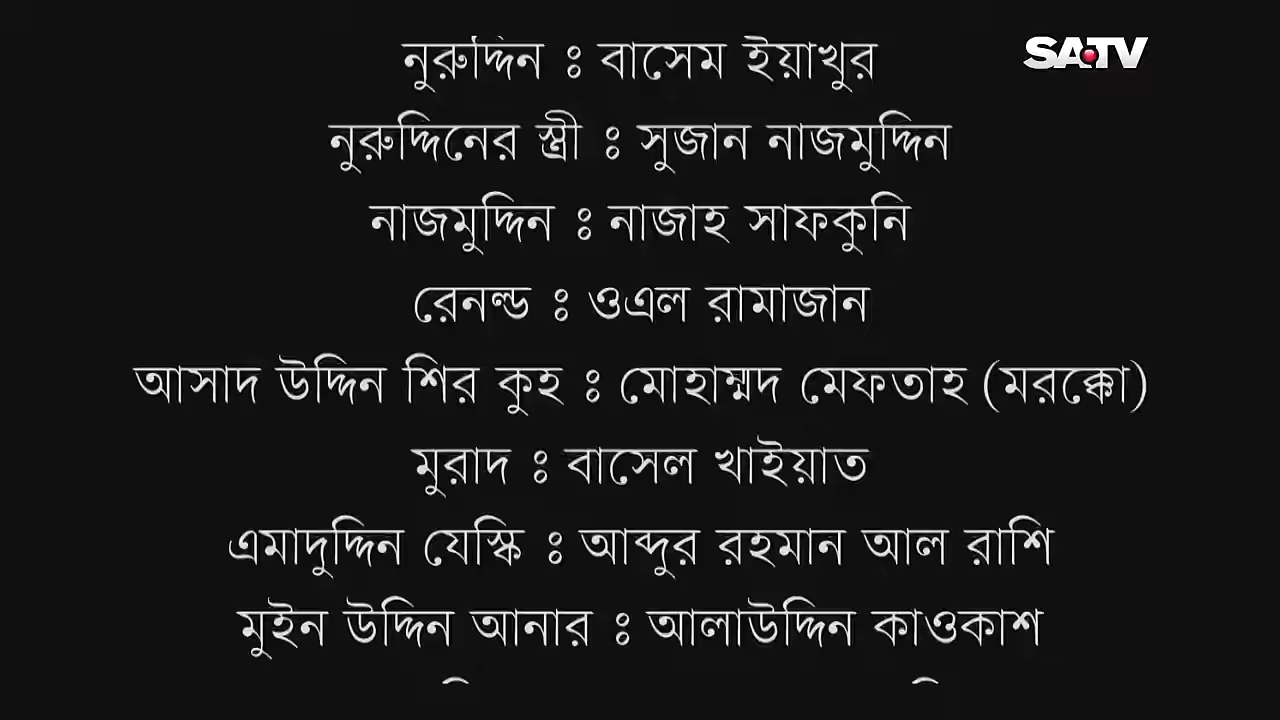 SATV
নুরুদ্দিন ঃ বাসেম ইয়াখুর
নুরুদ্দিনের স্ত্রী ঃ সুজান নাজমুদ্দিন
নাজমুদ্দিন ঃ নাজাহ সাফকুনি
রেনল্ড ঃ ওএল রামাজান
আসাদ উদ্দিন শির কুহ ঃ মোহাম্মদ মেফতাহ (মরক্কো)
মুরাদ ঃ বাসেল খাইয়াত
এমাদুদ্দিন যেস্কি ঃ আব্দুর রহমান আল রাশি
মুইন উদ্দিন আনার ঃ আলাউদ্দিন কাওকাশ